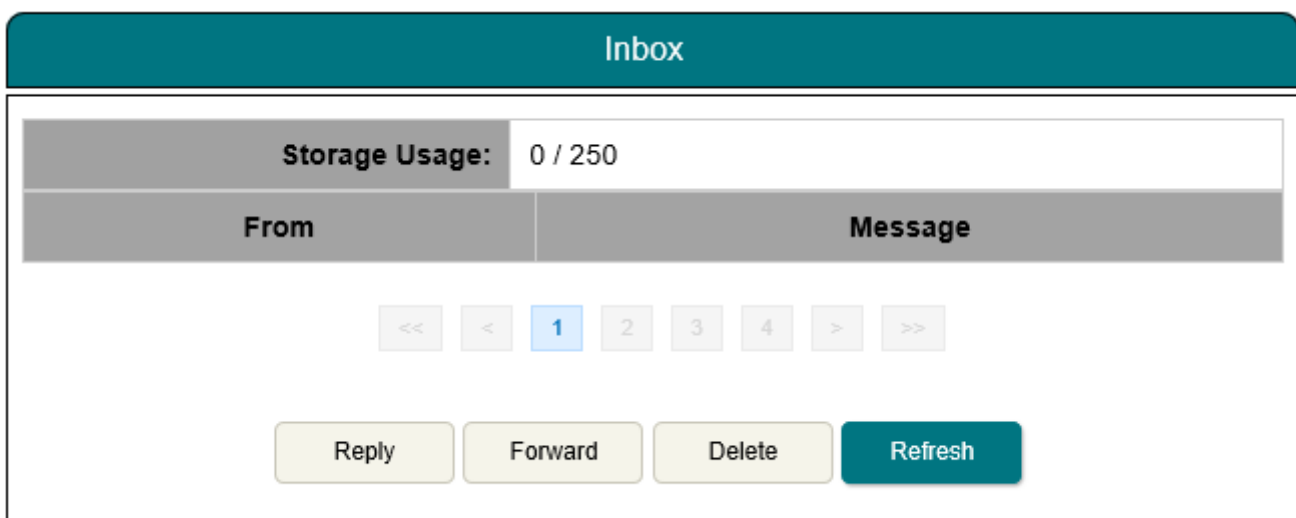 Inbox
Storage Usage: 0 / 250
From Message
<< < 1 2 3 4 > >>
Reply Forward Delete Refresh